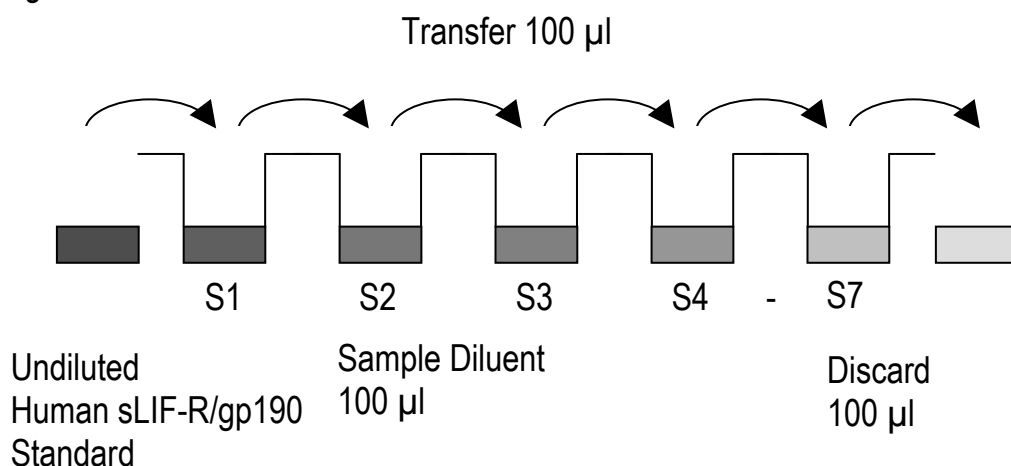 Transfer 100 µl
S1 S2 S3 S4 - S7
Undiluted
Human sLIF-R/gp190
Standard
Sample Diluent
100 µl
Discard
100 µl